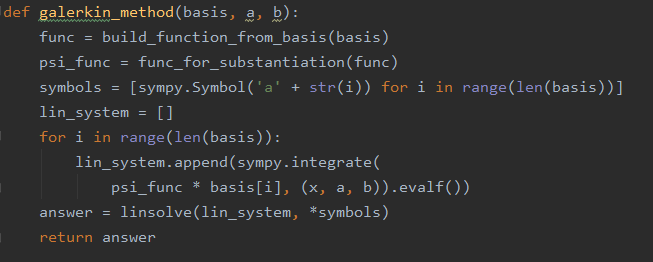 def galerkin_method(basis, a, b):
    func = build_function_from_basis(basis)
    psi_func = func_for_substantiation(func)
    symbols = [sympy.Symbol('a' + str(i)) for i in range(len(basis))]
    lin_system = []
    for i in range(len(basis)):
        lin_system.append(sympy.integrate(
            psi_func * basis[i], (x, a, b)).evalf())
    answer = linsolve(lin_system, *symbols)
    return answer